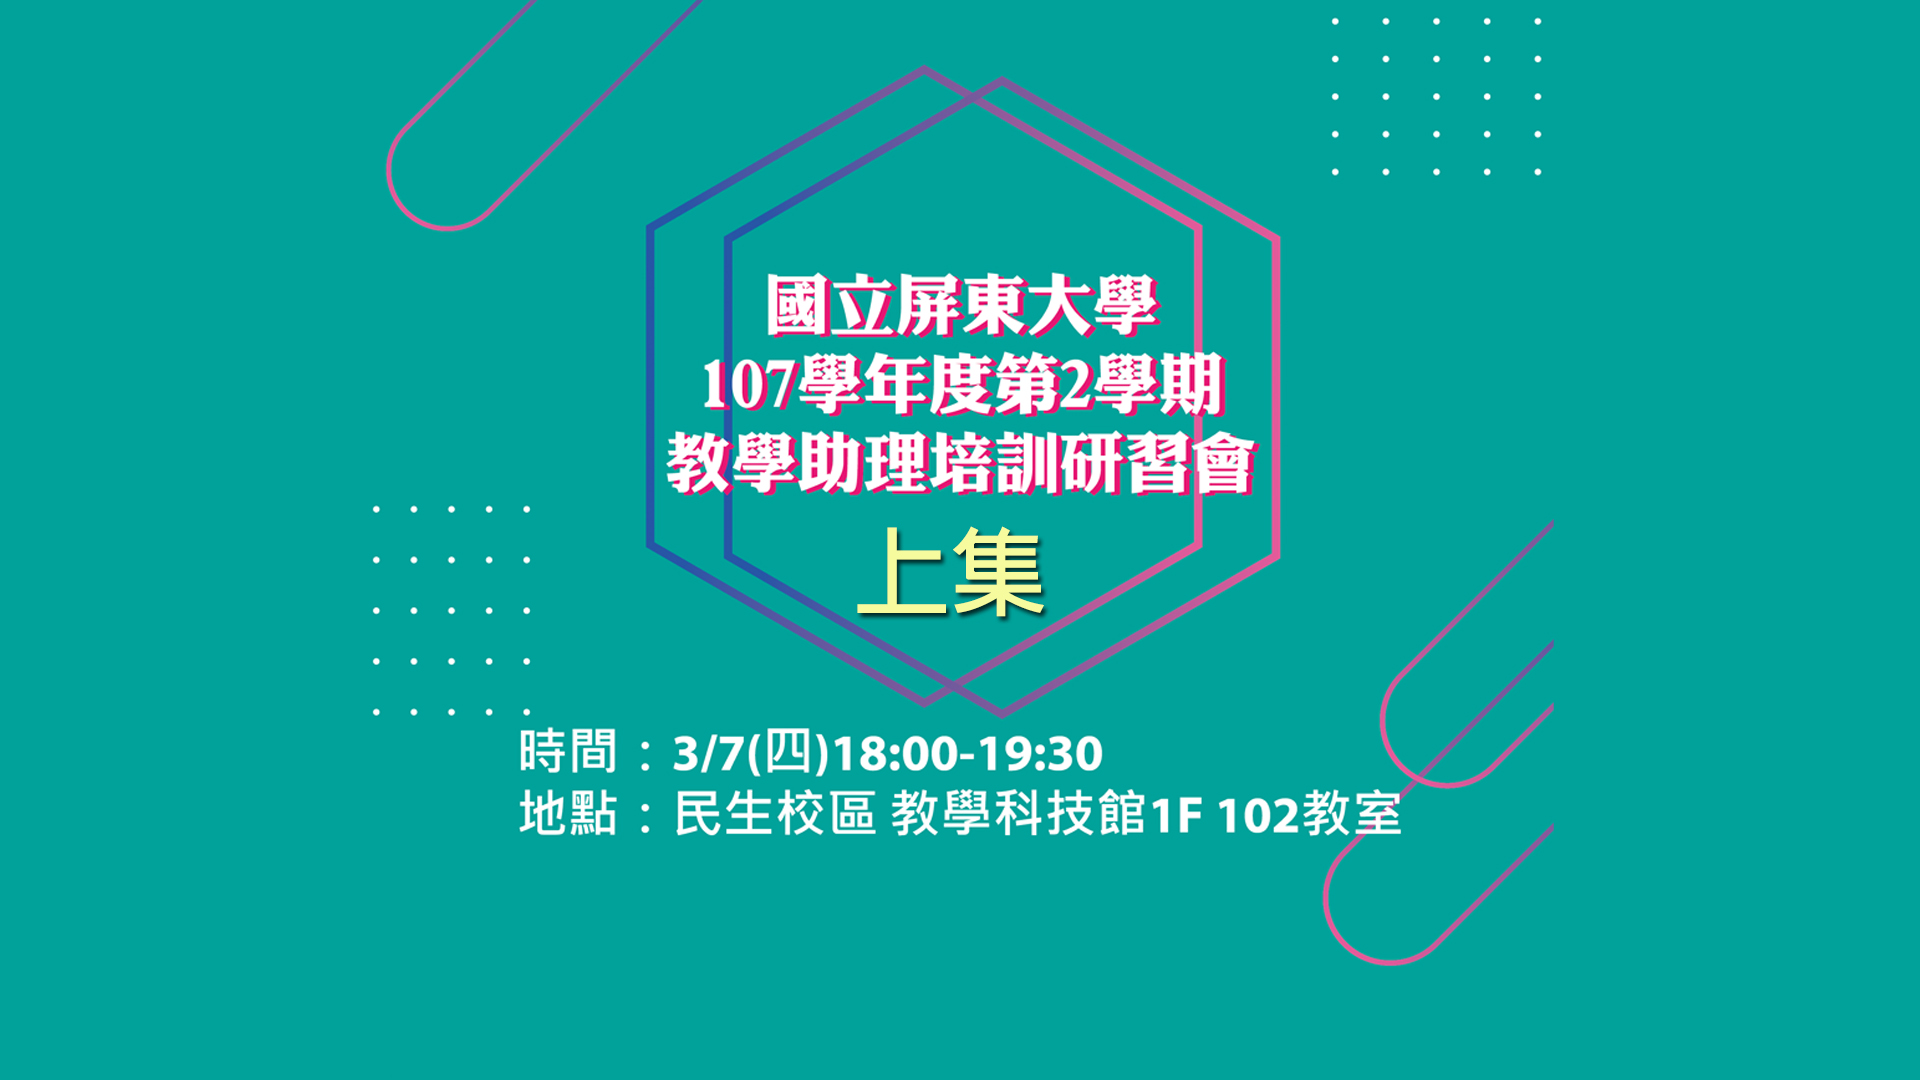 國立屏東大學
107學年度第2學期
教學助理培訓研習會
上集
時間：3/7(四)18:00-19:30
地點：民生校區 教學科技館1F 102教室